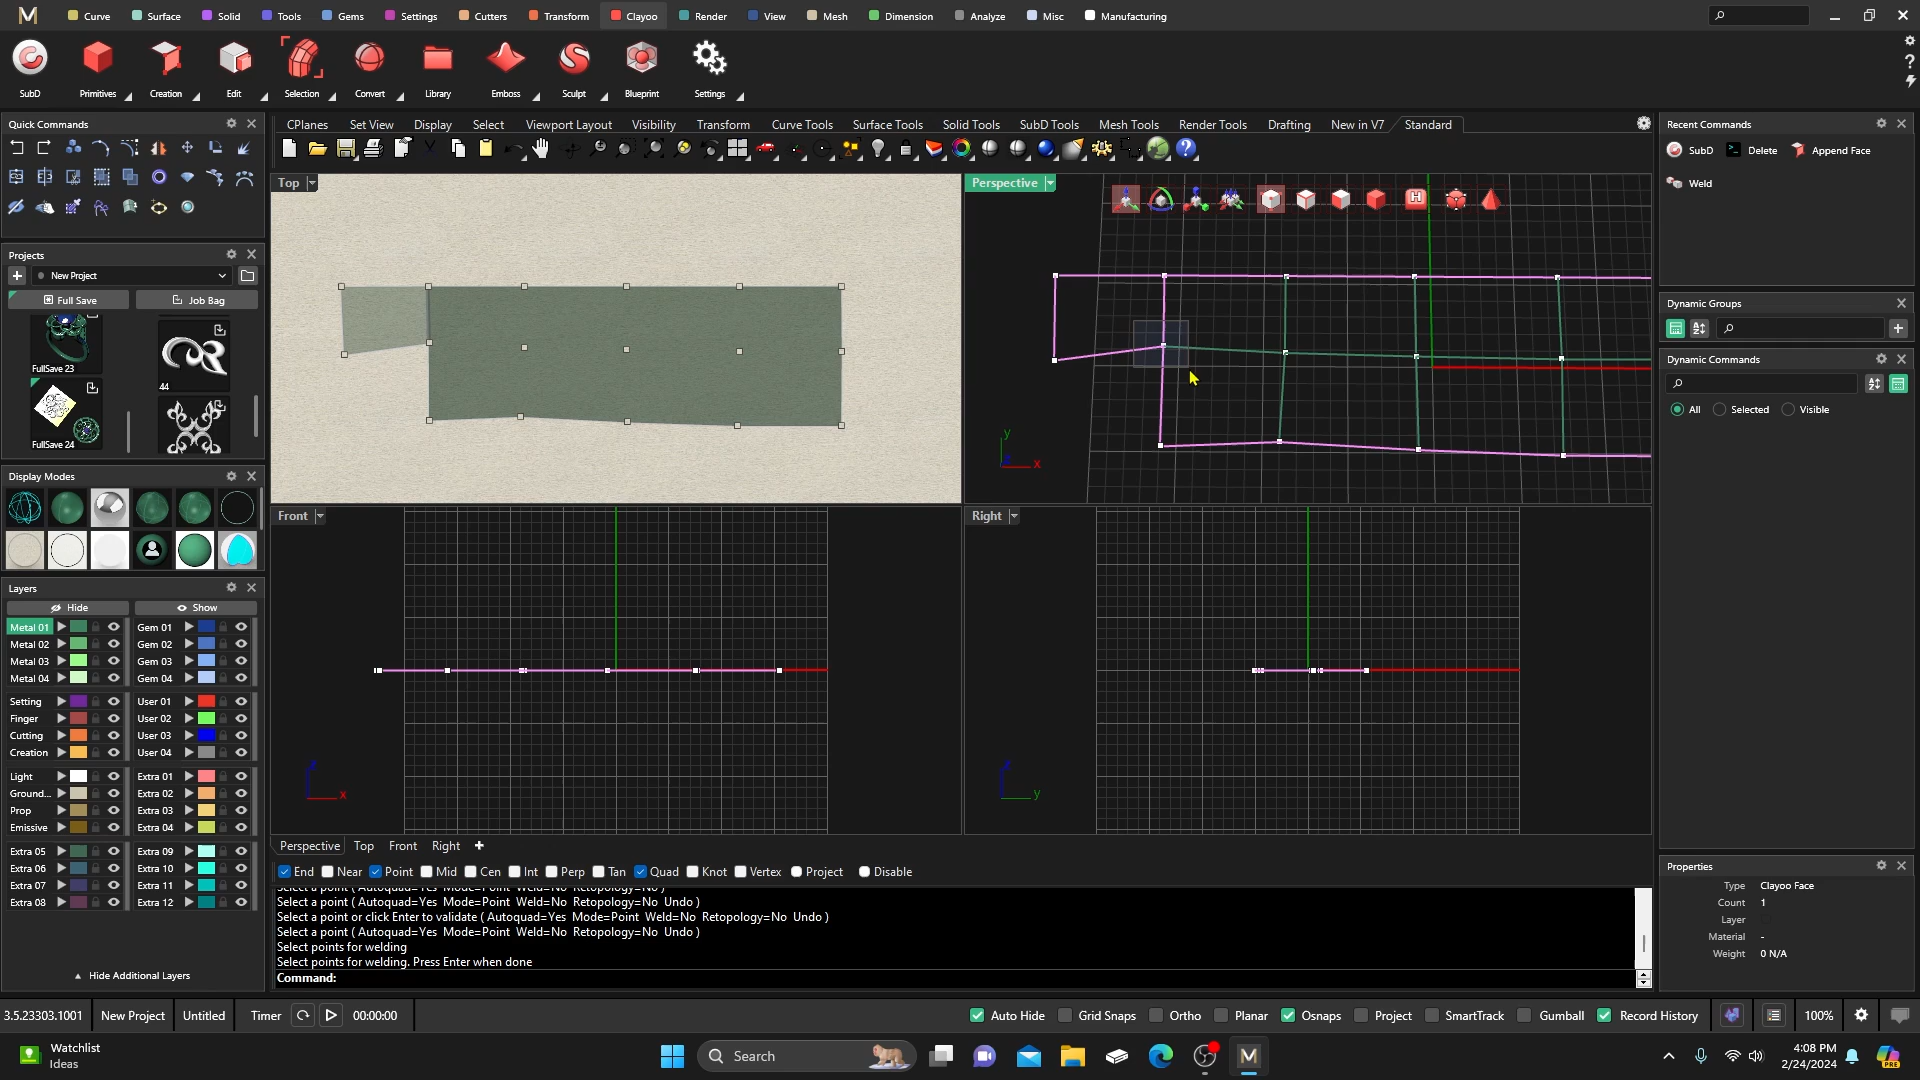 Curve Surface Solid Tools Gems Settings Cutters Transform Clayoo Render View Mesh Dimension Analyze Misc Manufacturing
SubD Primitives Creation Edit Selection Convert Library Emboss Sculpt Blueprint Settings
Quick Commands
CPlanes Set View Display Select Viewport Layout Visibility Transform Curve Tools Surface Tools Solid Tools SubD Tools Mesh Tools Render Tools Drafting New in V7 Standard
Recent Commands
SubD Delete Append Face
Weld
Top
Perspective
Projects
New Project
Full Save Job Bag
FullSave 23
44
FullSave 24
Dynamic Groups
Dynamic Commands
All Selected Visible
Display Modes
Front
Right
y
x
x
y
Layers
Hide Show
Metal 01 Gem 01
Metal 02 Gem 02
Metal 03 Gem 03
Metal 04 Gem 04
Setting User 01
Finger User 02
Cutting User 03
Creation User 04
Light Extra 01
Ground... Extra 02
Prop Extra 03
Emissive Extra 04
Extra 05 Extra 09
Extra 06 Extra 10
Extra 07 Extra 11
Extra 08 Extra 12
Hide Additional Layers
Perspective Top Front Right
End Near Point Mid Cen Int Perp Tan Quad Knot Vertex Project Disable
Select a point ( Autoquad=Yes Mode=Point Weld=No Retopology=No )
Select a point ( Autoquad=Yes Mode=Point Weld=No Retopology=No Undo )
Select a point or click Enter to validate ( Autoquad=Yes Mode=Point Weld=No Retopology=No Undo )
Select a point ( Autoquad=Yes Mode=Point Weld=No Retopology=No Undo )
Select points for welding
Select points for welding. Press Enter when done
Command:
Properties
Type Clayoo Face
Count 1
Layer
Material -
Weight 0 N/A
3.5.23303.1001 New Project Untitled Timer 00:00:00 Auto Hide Grid Snaps Ortho Planar Osnaps Project SmartTrack Gumball Record History 100%
Watchlist
Ideas
Search
4:08 PM
2/24/2024